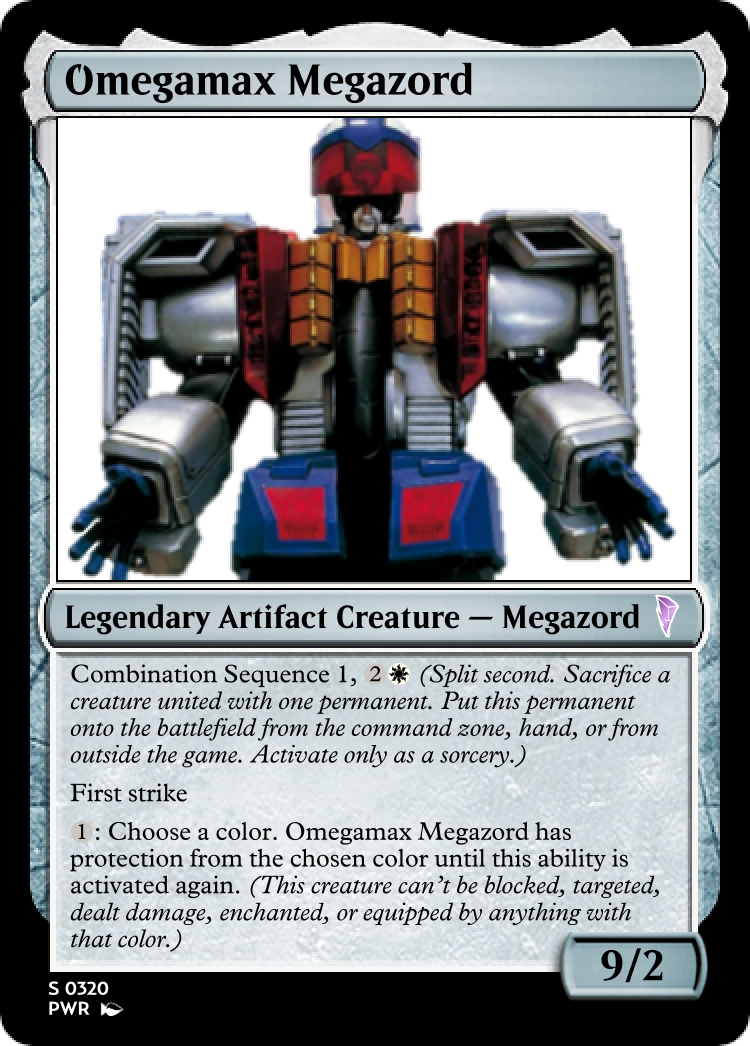 Omegamax Megazord
Legendary Artifact Creature — Megazord
Combination Sequence 1, 2 (Split second. Sacrifice a
creature united with one permanent. Put this permanent
onto the battlefield from the command zone, hand, or from
outside the game. Activate only as a sorcery.)
First strike
1: Choose a color. Omegamax Megazord has
protection from the chosen color until this ability is
activated again. (This creature can't be blocked, targeted,
dealt damage, enchanted, or equipped by anything with
that color.)
9/2
S 0320
PWR